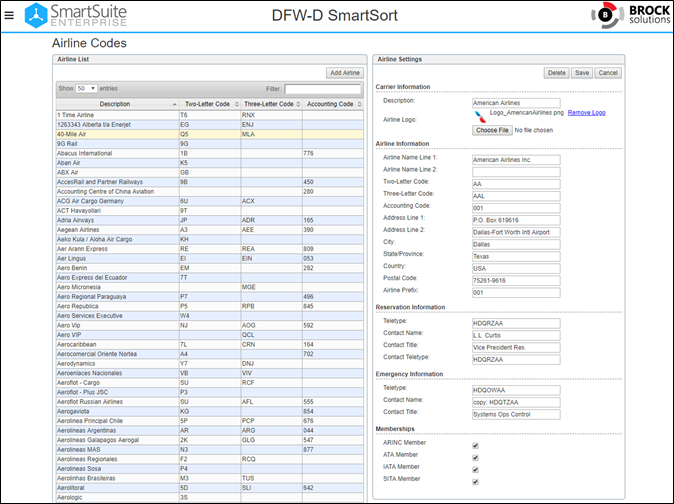 SmartSuite
ENTERPRISE
DFW-D SmartSort
B
BROCK
solutions
Airline Codes
Airline List
Add Airline
Show 50 entries
Filter:
Description Two-Letter Code Three-Letter Code Accounting Code
1 Time Airline T6 RNX
1263343 Alberta t/a Enerjet EG ENJ
40-Mile Air Q5 MLA
9G Rail 9G
Abacus International 1B 776
Aban Air K5
ABX Air GB
AccesRail and Partner Railways 9B 450
Accounting Centre of China Aviation 280
ACG Air Cargo Germany 6U ACX
ACT Havayollari 9T
Adria Airways JP ADR 165
Aegean Airlines A3 AEE 390
Aeko Kula / Aloha Air Cargo KH
Aer Arann Express RE REA 809
Aer Lingus EI EIN 053
Aero Benin EM 282
Aero Express del Ecuador 7T
Aero Micronesia MGE
Aero Regional Paraguaya P7 496
Aero Republica P5 RPB 845
Aero Services Executive W4
Aero Vip NJ AOG 592
Aero VIP QCL
Aerocaribbean 7L CRN 164
Aerocomercial Oriente Nortea A4 702
Aerodynamics Y7 DNJ
Aeroenlaces Nacionales VB VIV
Aeroflot - Cargo SU RCF
Aeroflot - Plus JSC P3
Aeroflot Russian Airlines SU AFL 555
Aerogaviota KG 854
Aerolinea Principal Chile 5P PCP 676
Aerolineas Argentinas AR ARG 044
Aerolineas Galapagos Aerogal 2K GLG 547
Aerolineas MAS N3 877
Aerolineas Regionales F2 RCQ
Aerolineas Sosa P4
Aerolinhas Brasileiras M3 TUS
Aerolitoral 5D SLI 642
Aerologic 3S
Airline Settings
Delete Save Cancel
Carrier Information
Description: American Airlines
Airline Logo: Logo_AmericanAirlines.png Remove Logo
Choose File No file chosen
Airline Information
Airline Name Line 1: American Airlines Inc.
Airline Name Line 2:
Two-Letter Code: AA
Three-Letter Code: AAL
Accounting Code: 001
Address Line 1: P.O. Box 619616
Address Line 2: Dallas-Fort Worth Intl Airport
City: Dallas
State/Province: Texas
Country: USA
Postal Code: 75261-9616
Airline Prefix: 001
Reservation Information
Teletype: HDQRZAA
Contact Name: L.L. Curtis
Contact Title: Vice President Res.
Contact Teletype: HDQRZAA
Emergency Information
Teletype: HDQOWAA
Contact Name: copy: HDQTZAA
Contact Title: Systems Ops Control
Memberships
ARINC Member
ATA Member
IATA Member
SITA Member